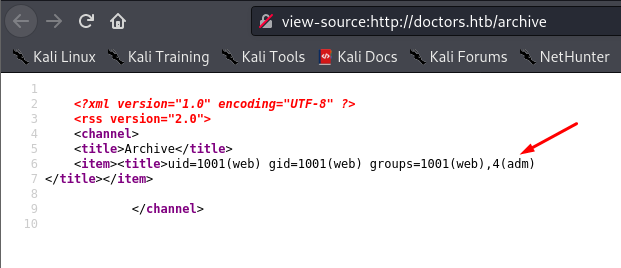 view-source:http://doctors.htb/archive
Kali Linux Kali Training Kali Tools Kali Docs Kali Forums NetHunter
1
2 <?xml version="1.0" encoding="UTF-8" ?>
3 <rss version="2.0">
4 <channel>
5 <title>Archive</title>
6 <item><title>uid=1001(web) gid=1001(web) groups=1001(web),4(adm)
7 </title></item>
8
9 </channel>
10